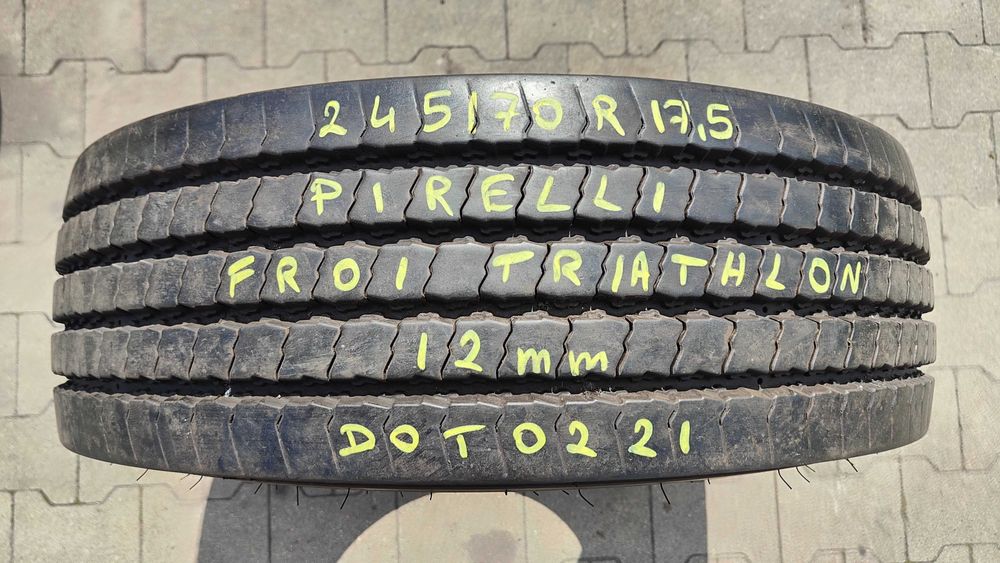 245/70 R 17,5
PIRELLI
FR01 TRIATHLON
12 mm
DOT 0221